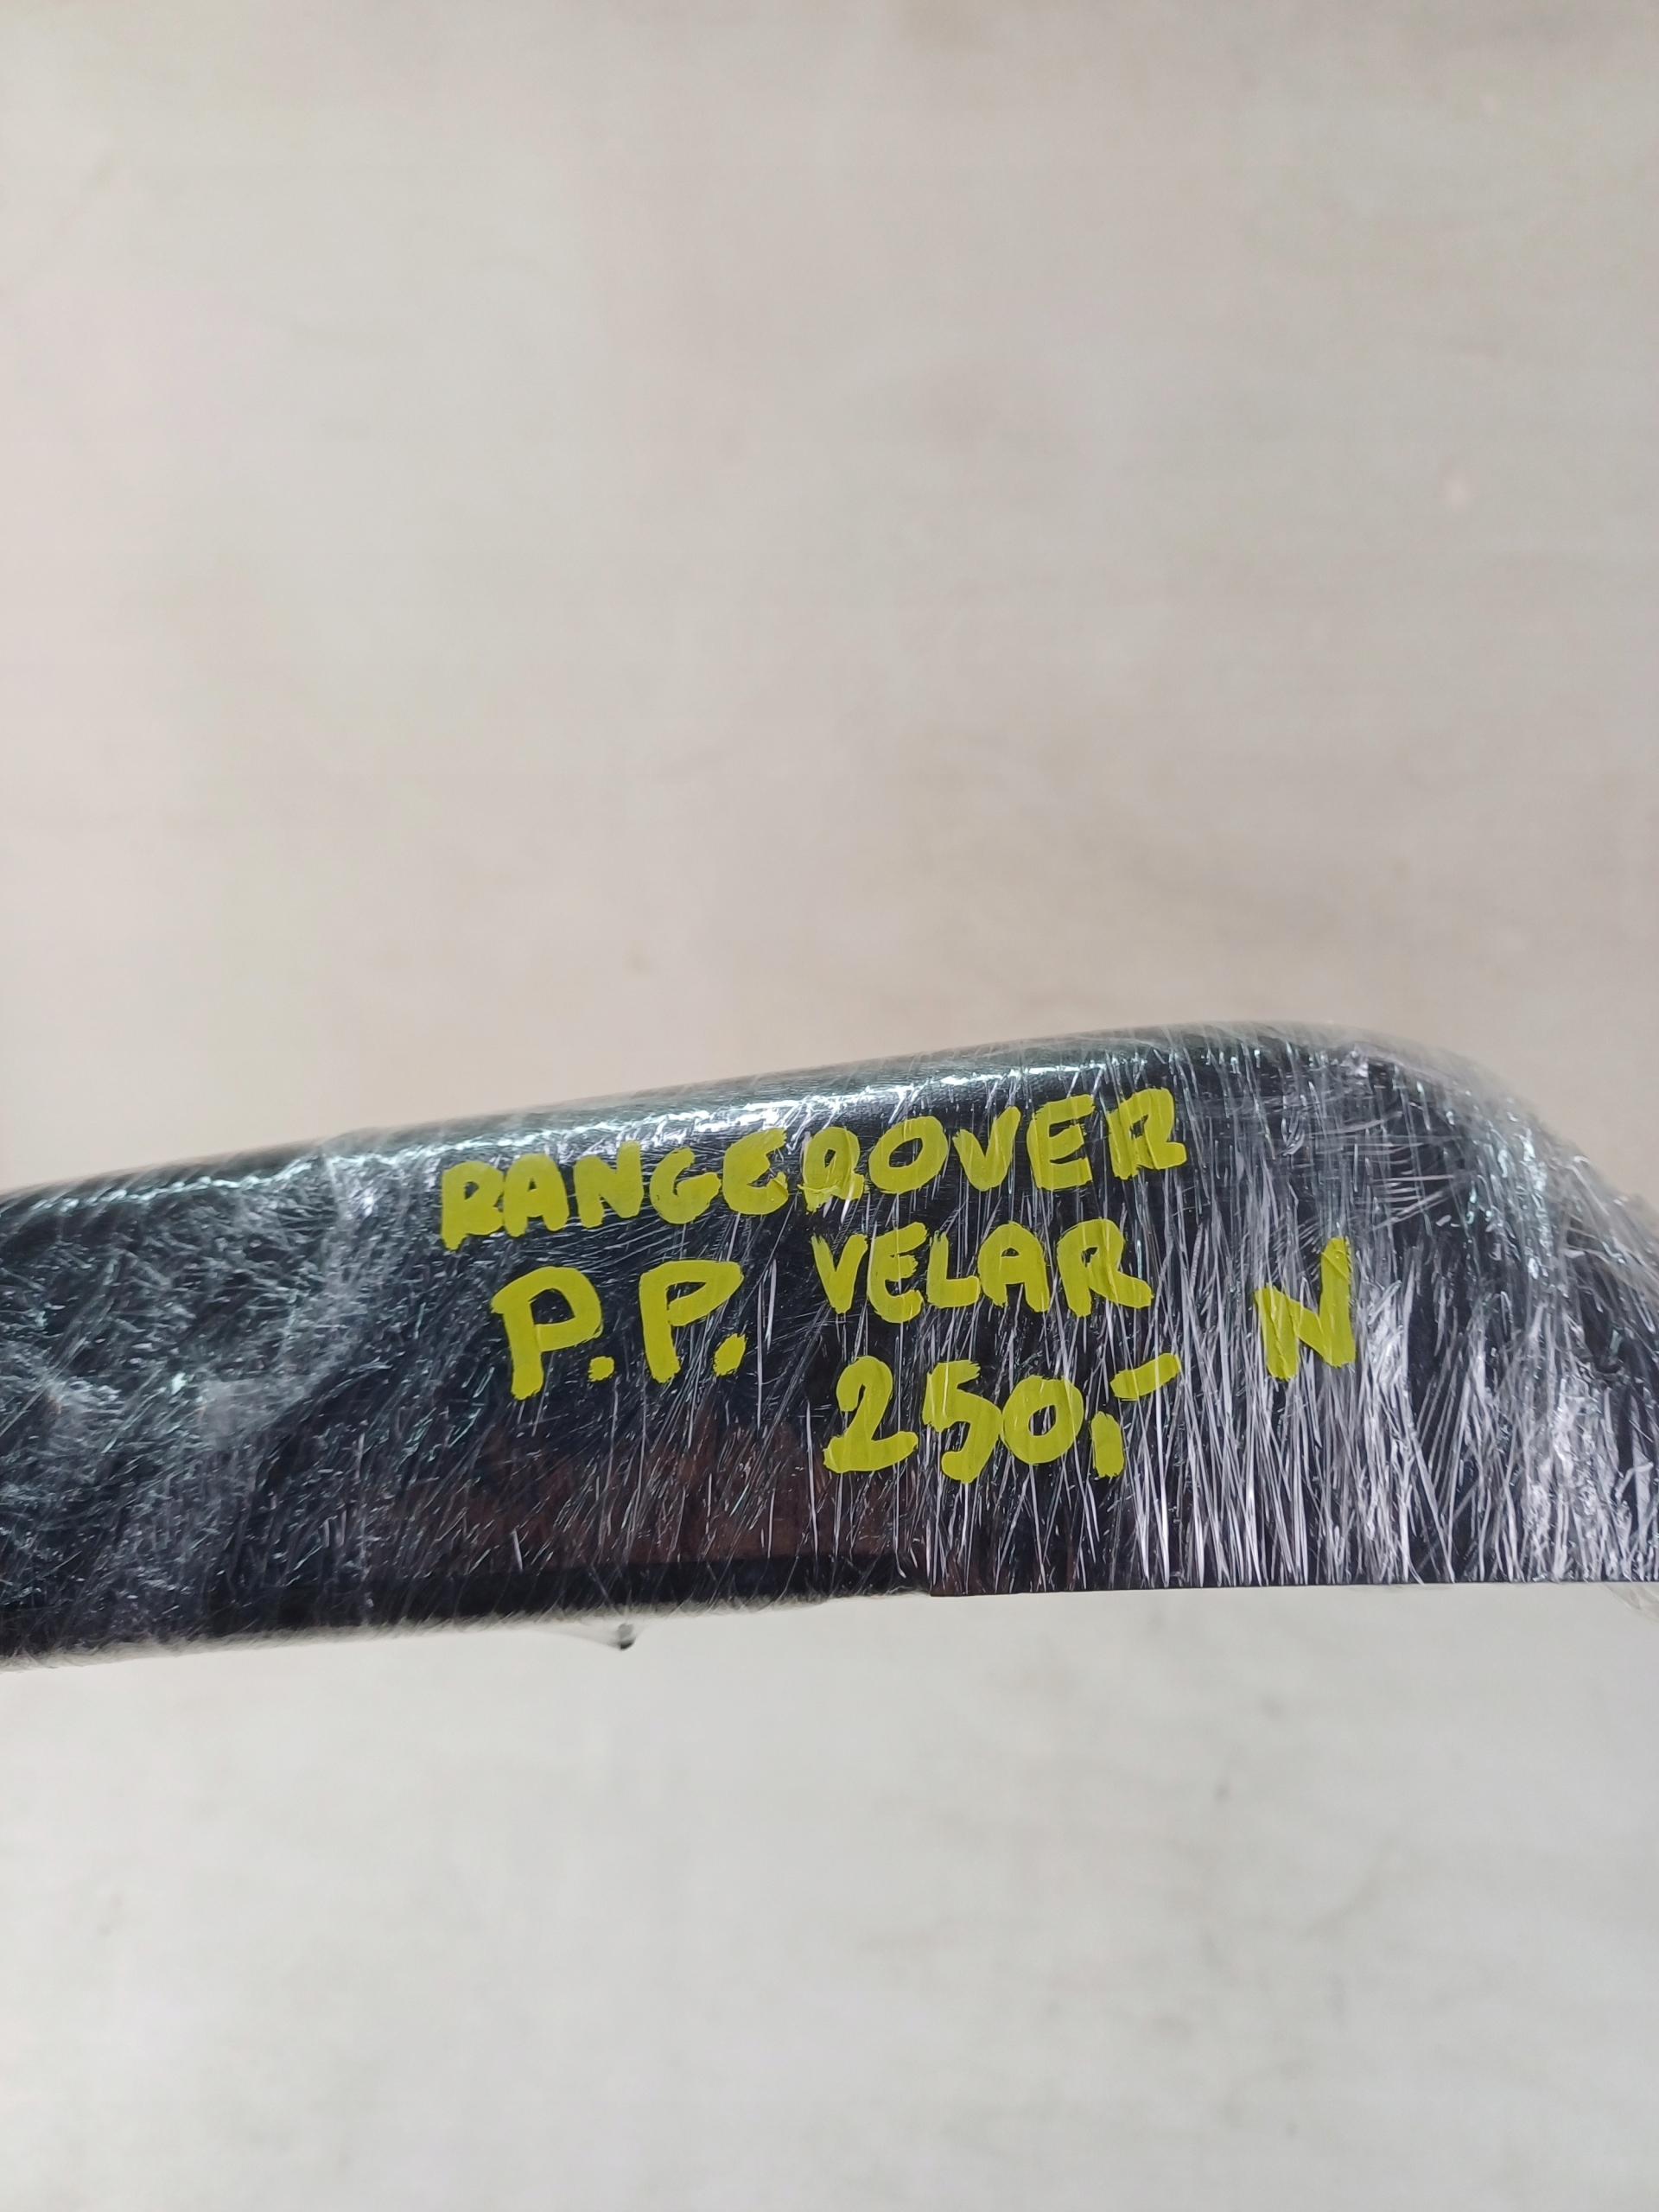 RANGEROVER
P.P. VELAR N
250,-